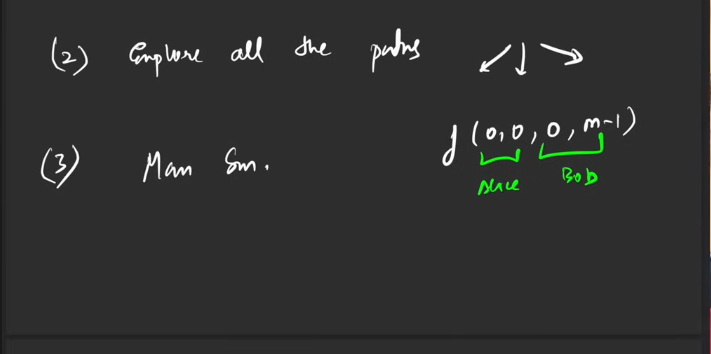 (2) Explore all the paths
f(0,0, 0, m-1)
(3) Max Sum.
Alice Bob